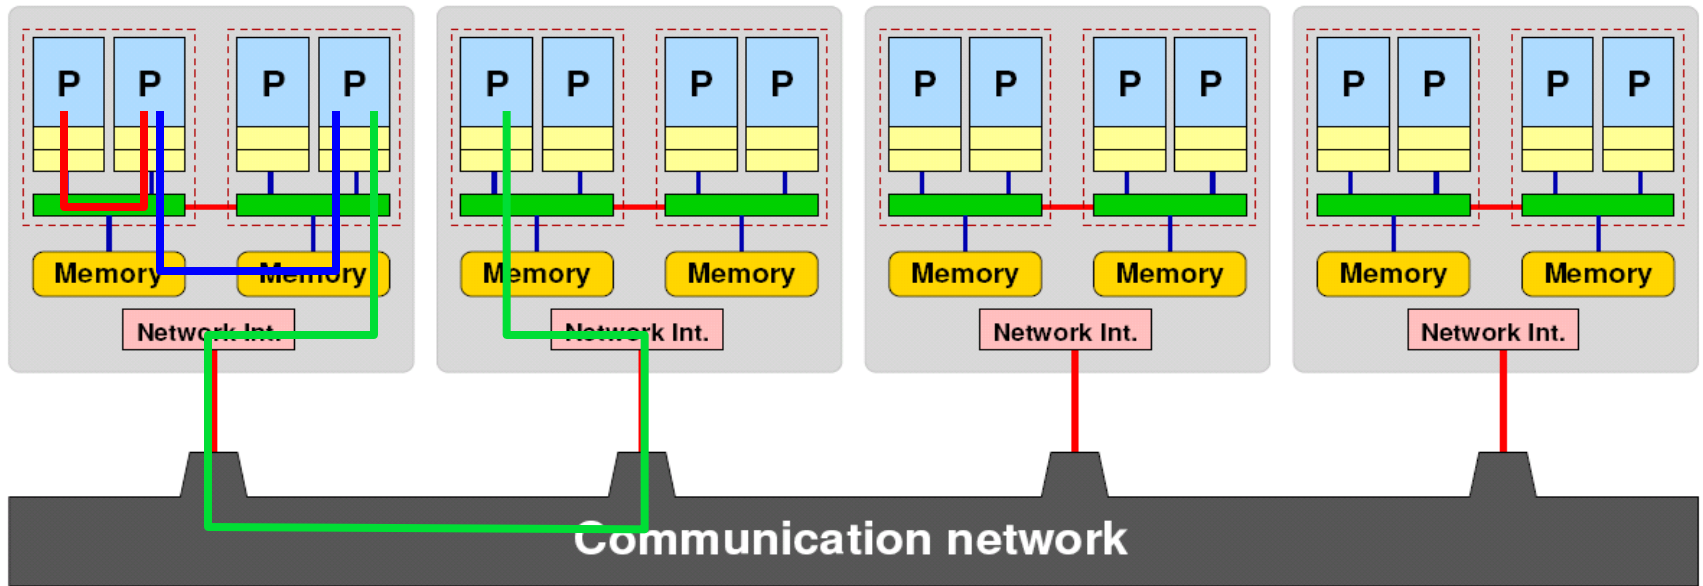 P P P P P P P P P P P P P P P P
Memory Memory Memory Memory Memory Memory Memory Memory
Network Int. Network Int. Network Int. Network Int.
Communication network